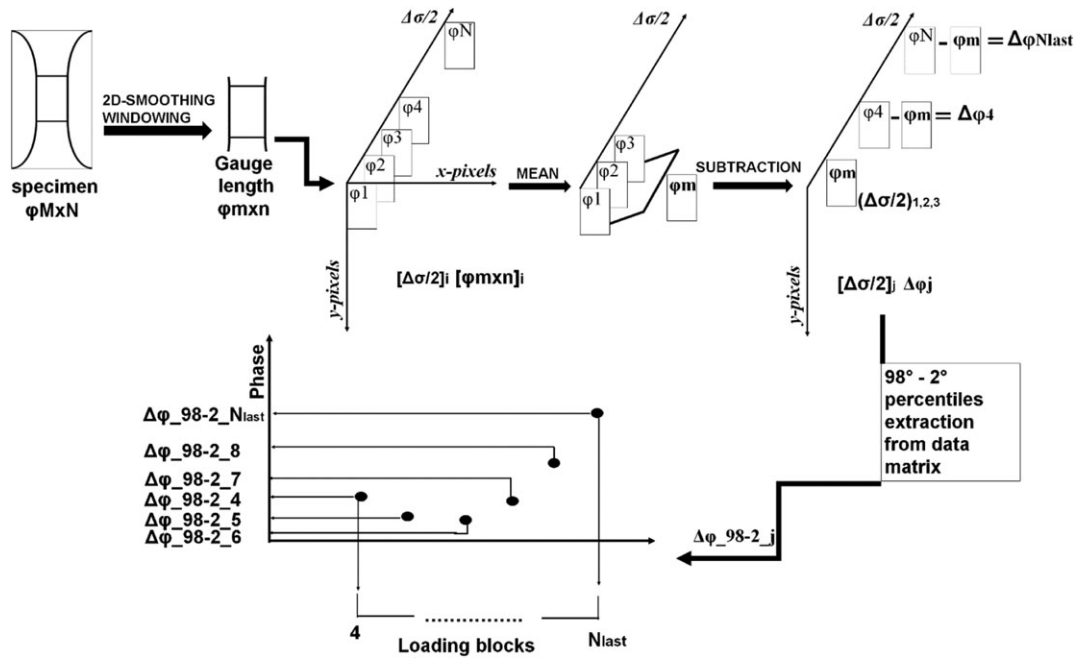 specimen
φMxN
2D-SMOOTHING
WINDOWING
Gauge
length
φmxn
Δσ/2
φN
φ4
φ3
φ2
φ1
x-pixels
y-pixels
[Δσ/2]i [φmxn]i
MEAN
Δσ/2
φ3
φ2
φ1
φm
SUBTRACTION
Δσ/2
φN - φm = ΔφNlast
φ4 - φm = Δφ4
φm
(Δσ/2)1,2,3
y-pixels
[Δσ/2]j Δφj
98° - 2°
percentiles
extraction
from data
matrix
Δφ_98-2_j
Phase
Δφ_98-2_Nlast
Δφ_98-2_8
Δφ_98-2_7
Δφ_98-2_4
Δφ_98-2_5
Δφ_98-2_6
4
Nlast
Loading blocks